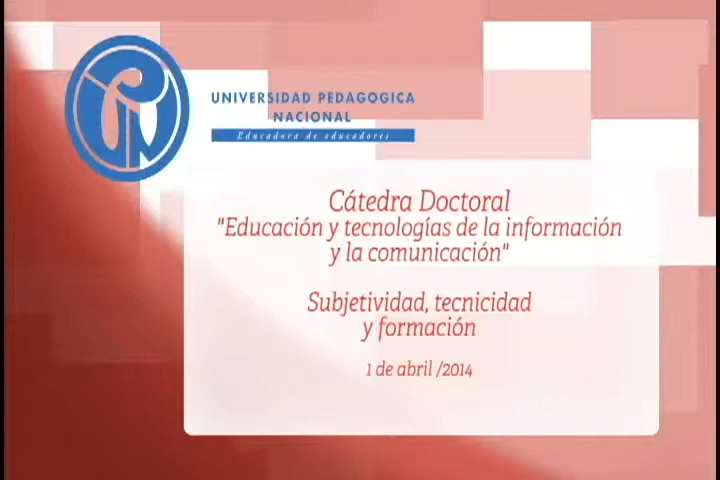 UNIVERSIDAD PEDAGOGICA
NACIONAL
Educadora de educadores
Cátedra Doctoral
"Educación y tecnologías de la información
y la comunicación"
Subjetividad, tecnicidad
y formación
1 de abril /2014